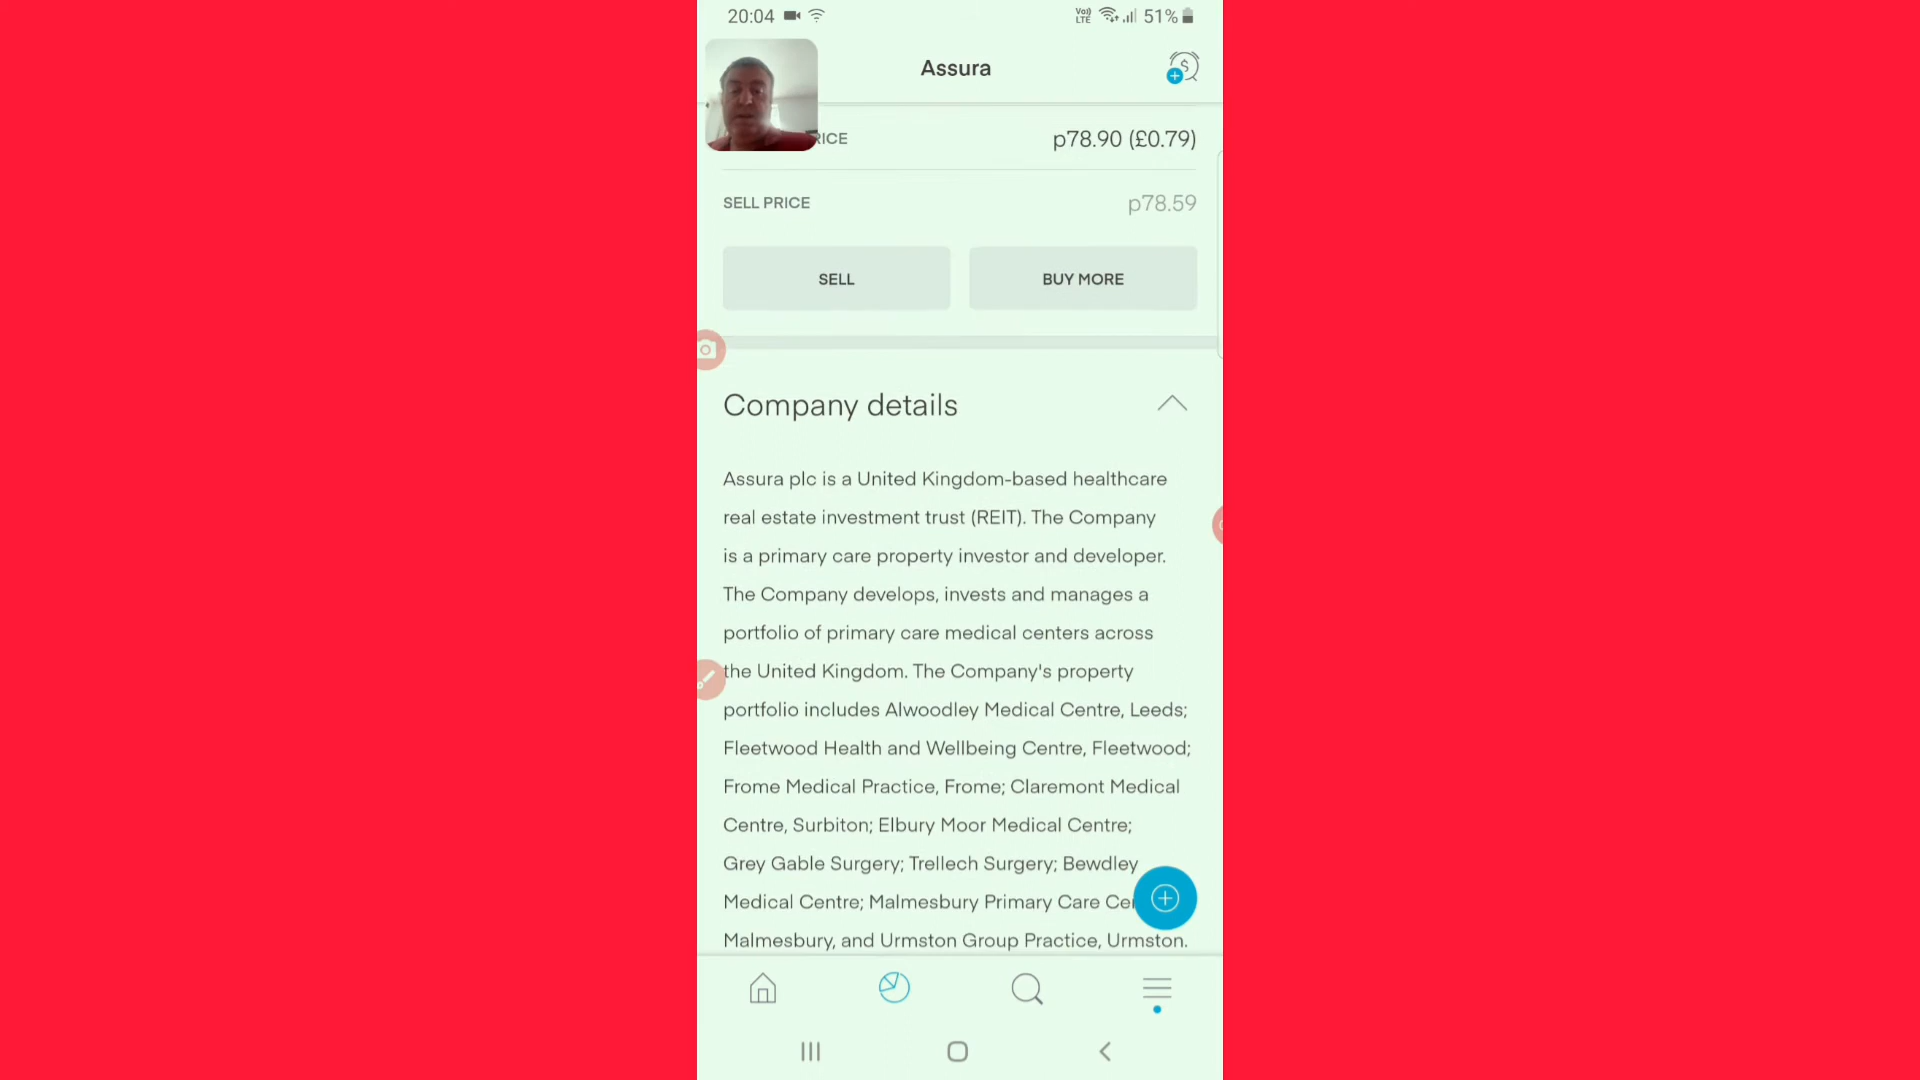 20:04
Voi) LTE 51%
Assura
RICE p78.90 (£0.79)
SELL PRICE p78.59
SELL BUY MORE
Company details
Assura plc is a United Kingdom-based healthcare
real estate investment trust (REIT). The Company
is a primary care property investor and developer.
The Company develops, invests and manages a
portfolio of primary care medical centers across
the United Kingdom. The Company's property
portfolio includes Alwoodley Medical Centre, Leeds;
Fleetwood Health and Wellbeing Centre, Fleetwood;
Frome Medical Practice, Frome; Claremont Medical
Centre, Surbiton; Elbury Moor Medical Centre;
Grey Gable Surgery; Trellech Surgery; Bewdley
Medical Centre; Malmesbury Primary Care Ce
Malmesbury, and Urmston Group Practice, Urmston.